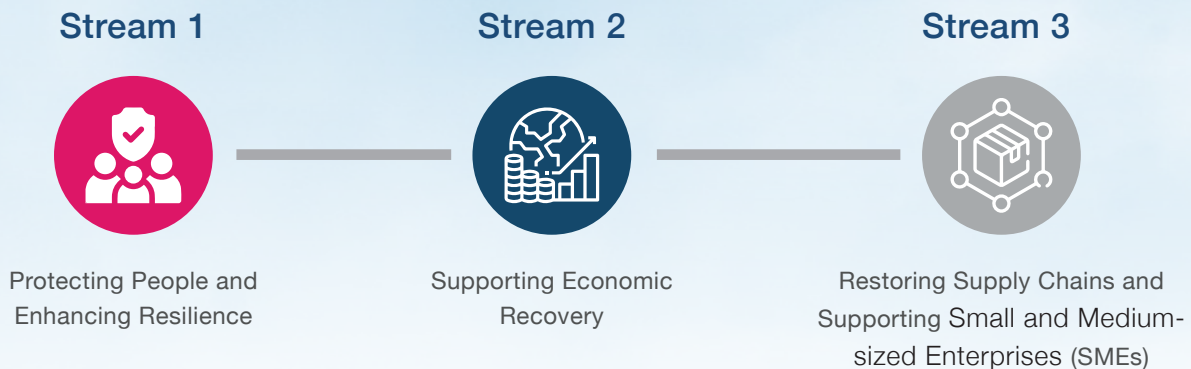 Stream 1
Protecting People and
Enhancing Resilience
Stream 2
Supporting Economic
Recovery
Stream 3
Restoring Supply Chains and
Supporting Small and Medium-
sized Enterprises (SMEs)